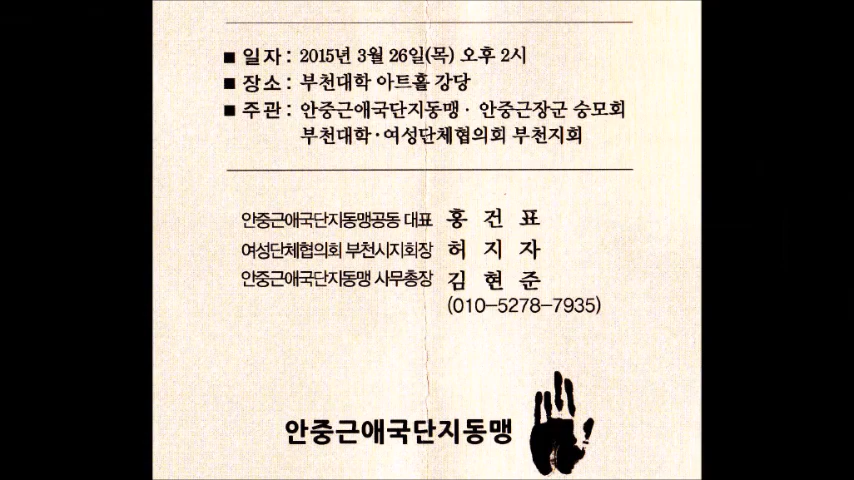 ■ 일자 : 2015년 3월 26일(목) 오후 2시
■ 장소 : 부천대학 아트홀 강당
■ 주관 : 안중근애국단지동맹 · 안중근장군 숭모회
부천대학 · 여성단체협의회 부천지회
안중근애국단지동맹공동 대표 홍 건 표
여성단체협의회 부천시지회장 허 지 자
안중근애국단지동맹 사무총장 김 현 준
(010-5278-7935)
안중근애국단지동맹